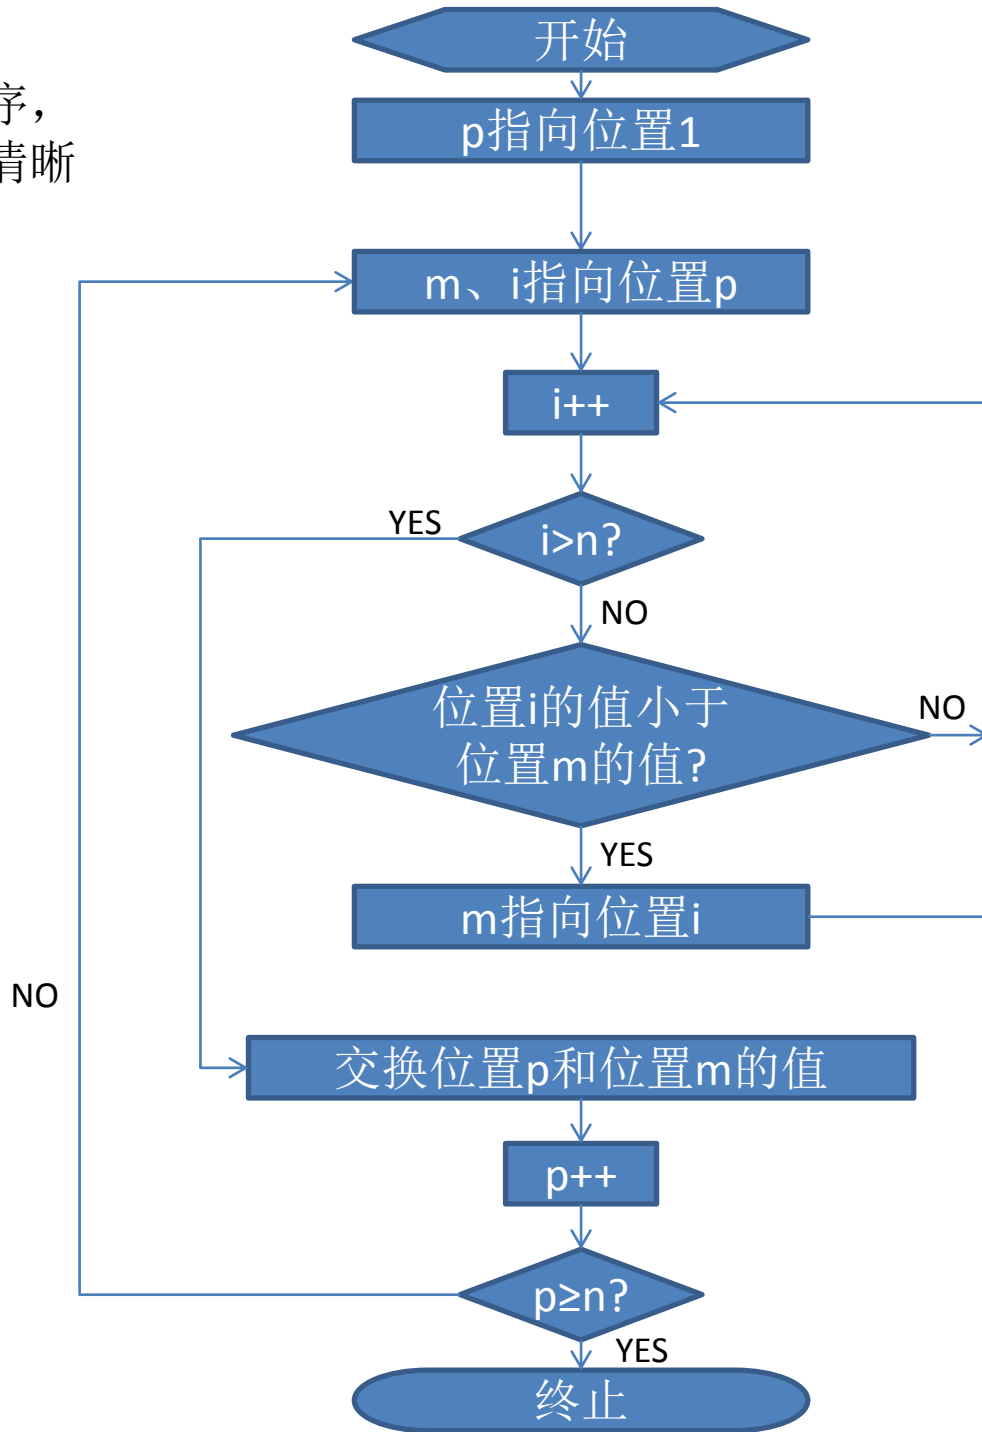 开始
序，
清晰
p指向位置1
m、i指向位置p
i++
YES
i>n?
NO
位置i的值小于
位置m的值?
NO
YES
m指向位置i
NO
交换位置p和位置m的值
p++
p≥n?
YES
终止